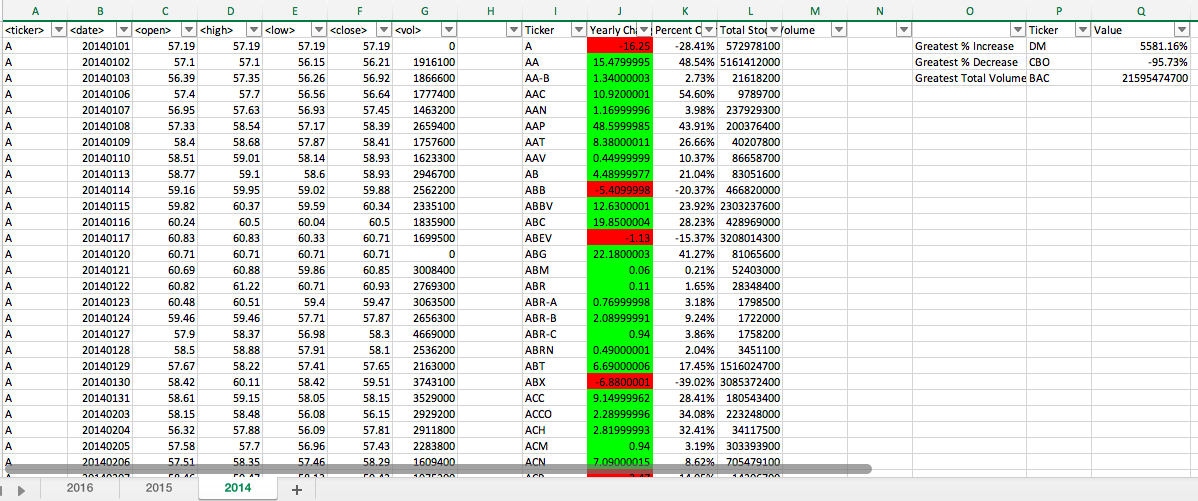 A B C D E F G H I J K L M N O P Q
<ticker> <date> <open> <high> <low> <close> <vol> Ticker Yearly Ch Percent C Total Sto /olume Ticker Value
A 20140101 57.19 57.19 57.19 57.19 0 A -16.25 -28.41% 572978100 Greatest % Increase DM 5581.16%
A 20140102 57.1 57.1 56.15 56.21 1916100 AA 15.4799995 48.54% 5161412000 Greatest % Decrease CBO -95.73%
A 20140103 56.39 57.35 56.26 56.92 1866600 AA-B 1.34000003 2.73% 21618200 Greatest Total Volume BAC 21595474700
A 20140106 57.4 57.7 56.56 56.64 1777400 AAC 10.9200001 54.60% 9789700
A 20140107 56.95 57.63 56.93 57.45 1463200 AAN 1.16999996 3.98% 237929300
A 20140108 57.33 58.54 57.17 58.39 2659400 AAP 48.5999985 43.91% 200376400
A 20140109 58.4 58.68 57.87 58.41 1757600 AAT 8.38000011 26.66% 40207800
A 20140110 58.51 59.01 58.14 58.93 1623300 AAV 0.44999999 10.37% 86658700
A 20140113 58.77 59.1 58.6 58.93 2946700 AB 4.48999977 21.04% 83051600
A 20140114 59.16 59.95 59.02 59.88 2562200 ABB -5.4099998 -20.37% 466820000
A 20140115 59.82 60.37 59.59 60.34 2335100 ABBV 12.6300001 23.92% 2303237600
A 20140116 60.24 60.5 60.04 60.5 1835900 ABC 19.8500004 28.23% 428969000
A 20140117 60.83 60.83 60.33 60.71 1699500 ABEV -1.13 -15.37% 3208014300
A 20140120 60.71 60.71 60.71 60.71 0 ABG 22.1800003 41.27% 81065600
A 20140121 60.69 60.88 59.86 60.85 3008400 ABM 0.06 0.21% 52403000
A 20140122 60.82 61.22 60.71 60.93 2769300 ABR 0.11 1.65% 28348400
A 20140123 60.48 60.51 59.4 59.47 3063500 ABR-A 0.76999998 3.18% 1798500
A 20140124 59.46 59.46 57.71 57.87 2656300 ABR-B 2.08999991 9.24% 1722000
A 20140127 57.9 58.37 56.98 58.3 4669000 ABR-C 0.94 3.86% 1758200
A 20140128 58.5 58.88 57.91 58.1 2536200 ABRN 0.49000001 2.04% 3451100
A 20140129 57.67 58.22 57.41 57.65 2163000 ABT 6.69000006 17.45% 1516024700
A 20140130 58.42 60.11 58.42 59.51 3743100 ABX -6.8800001 -39.02% 3085372400
A 20140131 58.61 59.15 58.05 58.15 3529000 ACC 9.14999962 28.41% 180543400
A 20140203 58.15 58.48 56.08 56.15 2929200 ACCO 2.28999996 34.08% 223248000
A 20140204 56.32 57.88 56.09 57.81 2911800 ACH 2.81999993 32.41% 34117500
A 20140205 57.58 57.7 56.96 57.43 2283800 ACM 0.94 3.19% 303393900
A 20140206 57.51 58.35 57.46 58.29 1609400 ACN 7.09000015 8.62% 705479100
2016 2015 2014 +